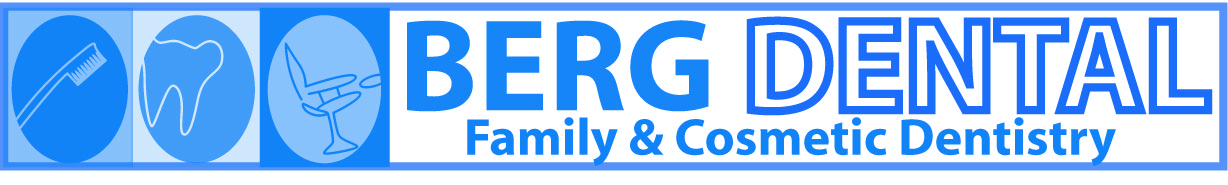 BERG DENTAL
Family & Cosmetic Dentistry